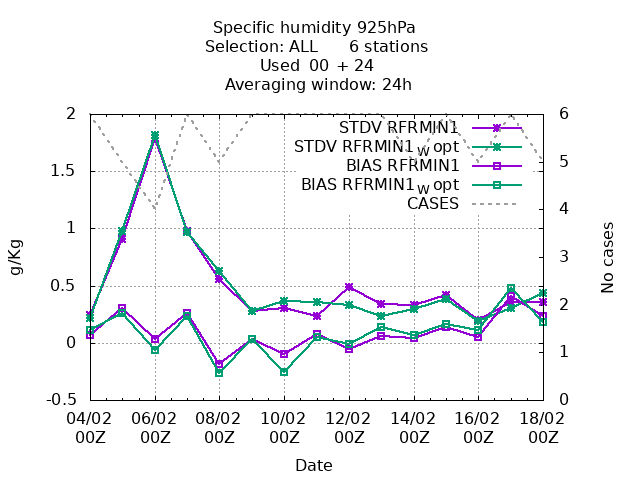 Specific humidity 925hPa
Selection: ALL 6 stations
Used 00 + 24
Averaging window: 24h
STDV RFRMIN1
STDV RFRMIN1w opt
BIAS RFRMIN1
BIAS RFRMIN1w opt
CASES
2
1.5
1
0.5
0
-0.5
g/Kg
6
5
4
3
2
1
0
No cases
04/02 06/02 08/02 10/02 12/02 14/02 16/02 18/02
00Z 00Z 00Z 00Z 00Z 00Z 00Z 00Z
Date